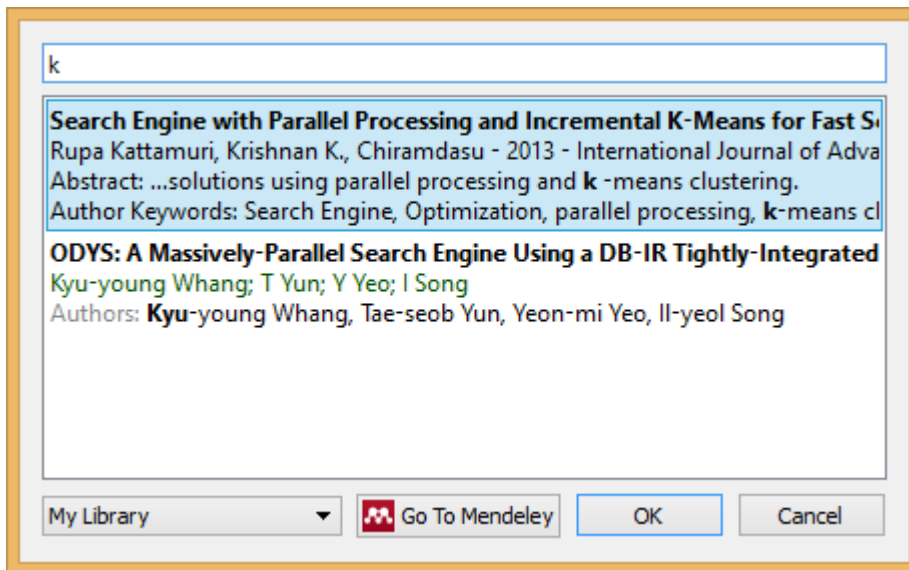 k
Search Engine with Parallel Processing and Incremental K-Means for Fast
Rupa Kattamuri, Krishnan K., Chiramdasu - 2013 - International Journal of Adva
Abstract: ...solutions using parallel processing and k -means clustering.
Author Keywords: Search Engine, Optimization, parallel processing, k-means cl
ODYS: A Massively-Parallel Search Engine Using a DB-IR Tightly-Integrated
Kyu-young Whang; T Yun; Y Yeo; I Song
Authors: Kyu-young Whang, Tae-seob Yun, Yeon-mi Yeo, Il-yeol Song
My Library
Go To Mendeley
OK
Cancel